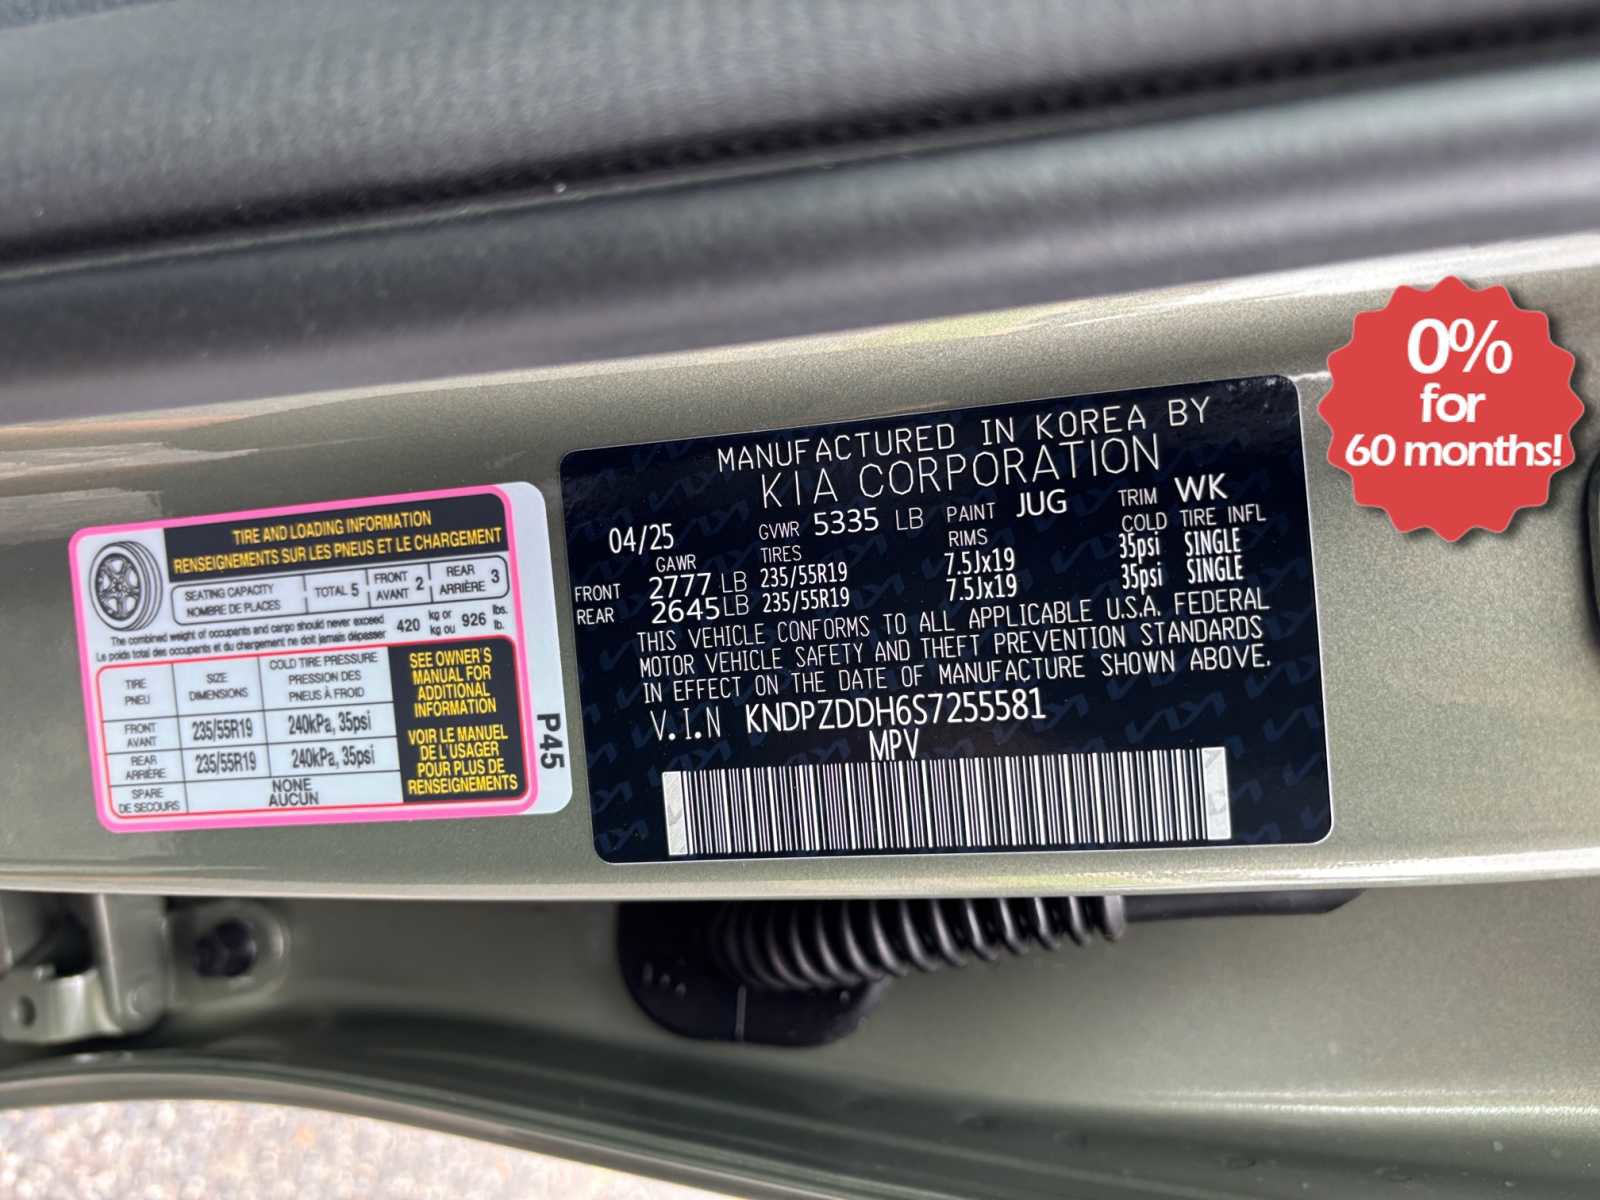 0%
for
60 months!
TIRE AND LOADING INFORMATION
RENSEIGNEMENTS SUR LES PNEUS ET LE CHARGEMENT
SEATING CAPACITY
NOMBRE DE PLACES
TOTAL 5
FRONT
AVANT 2
REAR
ARRIÈRE 3
The combined weight of occupants and cargo should never exceed
Le poids total des occupants et du chargement ne doit jamais dépasser
420 kg or
kg ou 926 lbs.
lb.
TIRE
PNEU
SIZE
DIMENSIONS
COLD TIRE PRESSURE
PRESSION DES
PNEUS À FROID
FRONT
AVANT
235/55R19
240kPa, 35psi
REAR
ARRIÈRE
235/55R19
240kPa, 35psi
SPARE
DE SECOURS
NONE
AUCUN
SEE OWNER'S
MANUAL FOR
ADDITIONAL
INFORMATION
VOIR LE MANUEL
DE L'USAGER
POUR PLUS DE
RENSEIGNEMENTS
P45
MANUFACTURED IN KOREA BY
KIA CORPORATION
04/25 GVWR 5335 LB PAINT JUG TRIM WK
GAWR TIRES RIMS COLD TIRE INFL
FRONT 2777 LB 235/55R19 7.5Jx19 35psi SINGLE
REAR 2645 LB 235/55R19 7.5Jx19 35psi SINGLE
THIS VEHICLE CONFORMS TO ALL APPLICABLE U.S.A. FEDERAL
MOTOR VEHICLE SAFETY AND THEFT PREVENTION STANDARDS
IN EFFECT ON THE DATE OF MANUFACTURE SHOWN ABOVE.
V.I.N KNDPZDDH6S7255581
MPV